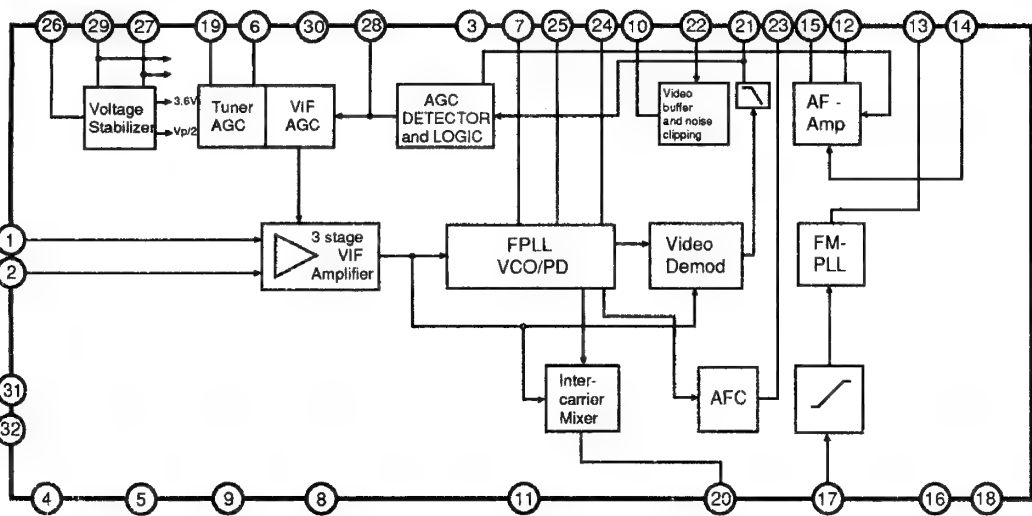 26 29 27 19 6 30 28 3 7 25 24 10 22 21 23 15 12 13 14
Voltage
Stabilizer
3.6V
Vp/2
Tuner
AGC
VIF
AGC
AGC
DETECTOR
and LOGIC
Video
buffer
and noise
clipping
AF -
Amp
1
2
3 stage
VIF
Amplifier
FPLL
VCO/PD
Video
Demod
FM-
PLL
31
32
Inter-
carrier
Mixer
AFC
4 5 9 8 11 20 17 16 18